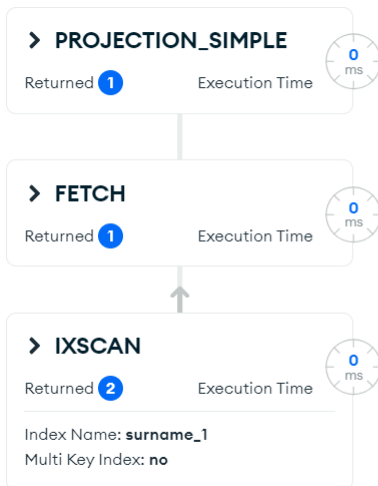 PROJECTION_SIMPLE
Returned 1 Execution Time 0 ms
FETCH
Returned 1 Execution Time 0 ms
IXSCAN
Returned 2 Execution Time 0 ms
Index Name: surname_1
Multi Key Index: no